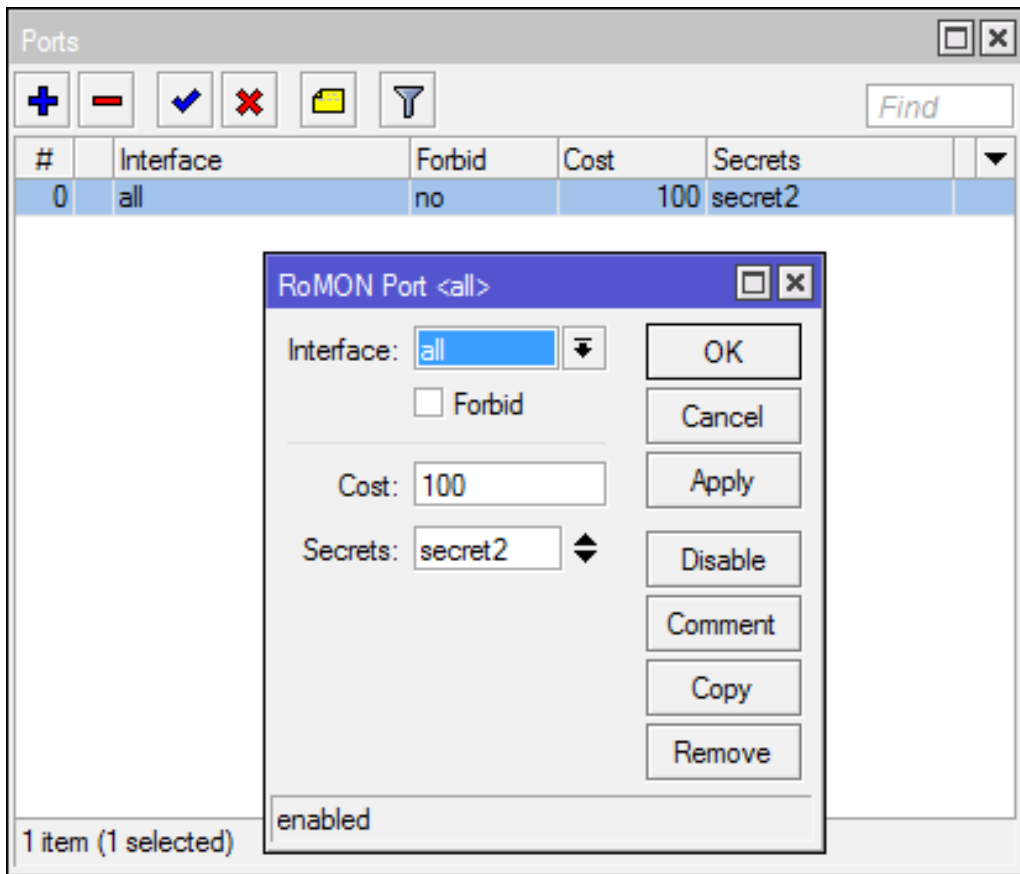 Ports
Find
# Interface Forbid Cost Secrets
0 all no 100 secret2
RoMON Port <all>
Interface: all
OK
Forbid
Cancel
Cost: 100
Apply
Secrets: secret2
Disable
Comment
Copy
Remove
enabled
1 item (1 selected)